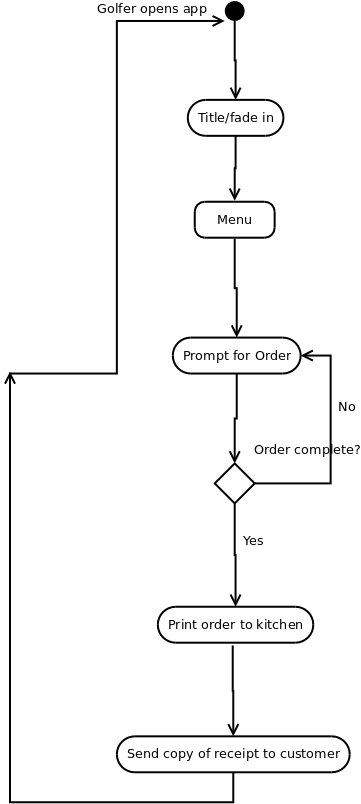 Golfer opens app
Title/fade in
Menu
Prompt for Order
No
Order complete?
Yes
Print order to kitchen
Send copy of receipt to customer